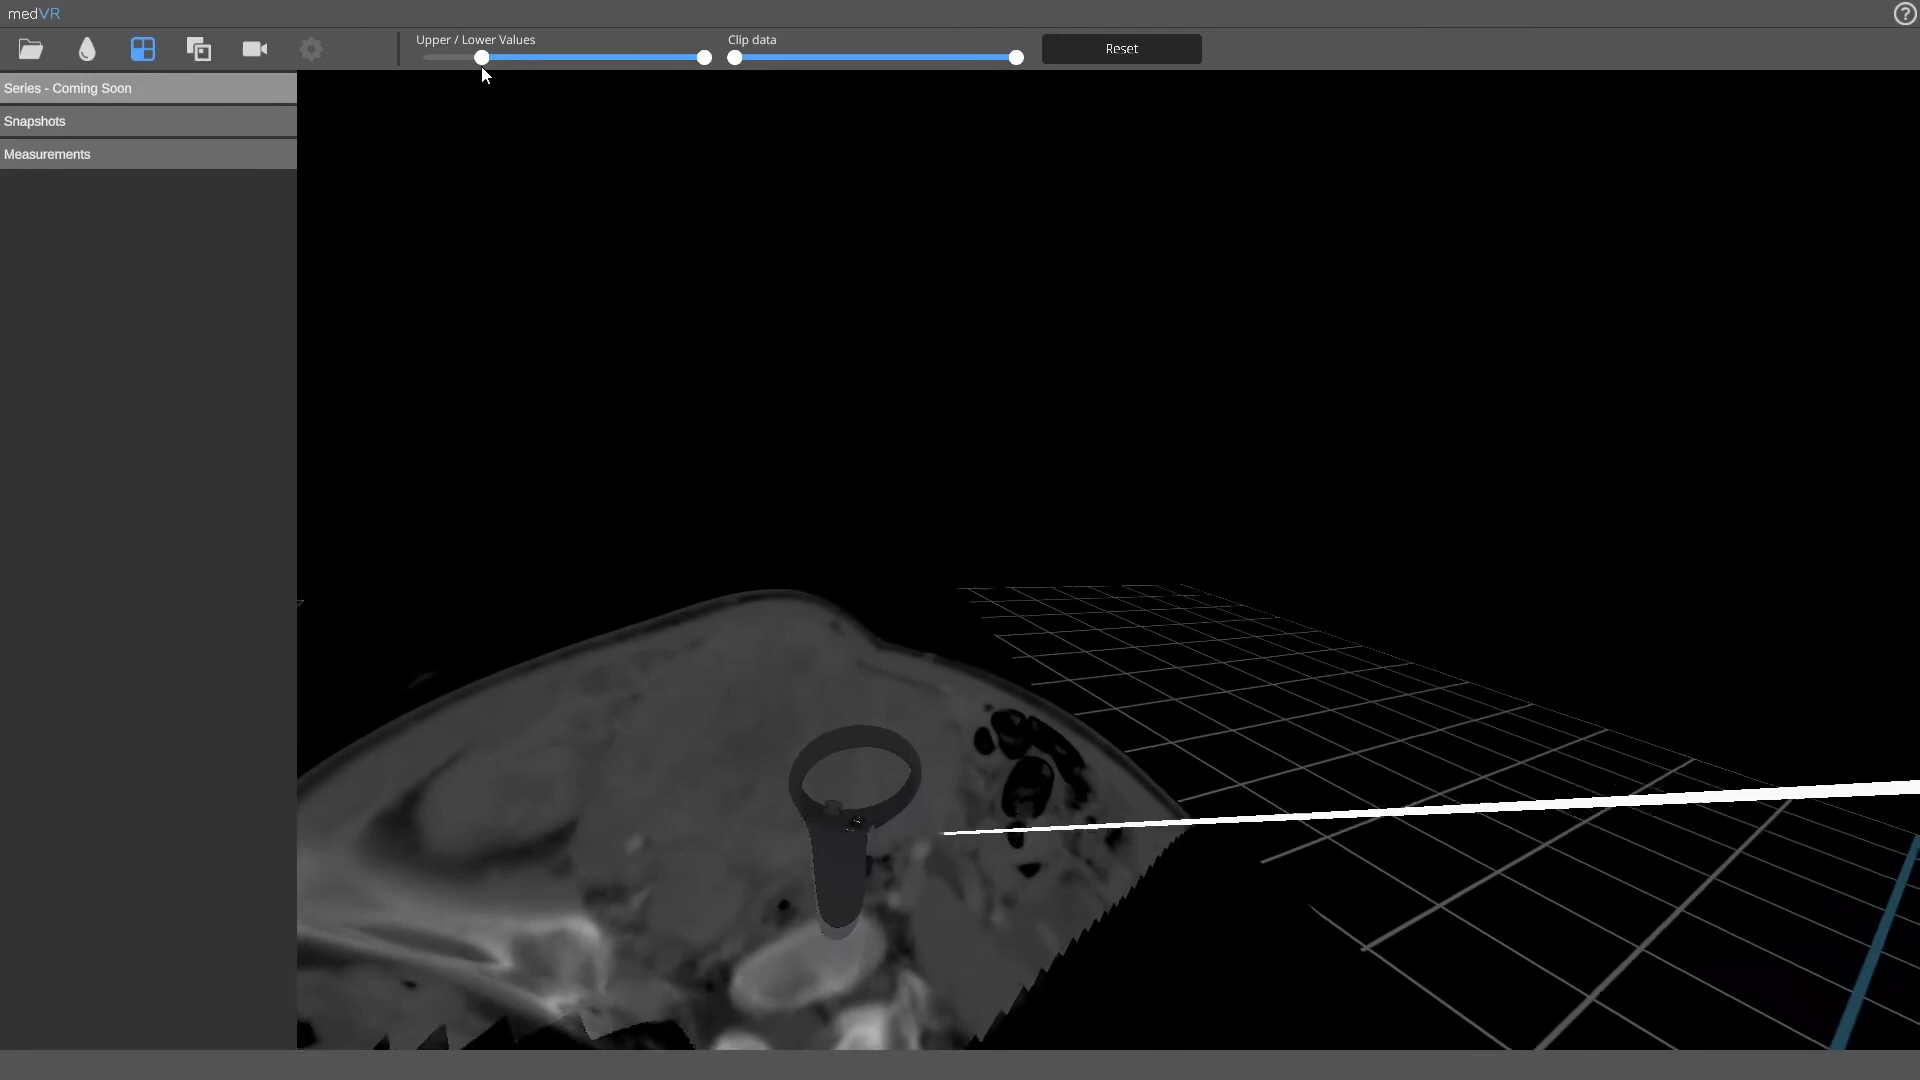 medVR
Upper / Lower Values
Clip data
Reset
Series - Coming Soon
Snapshots
Measurements